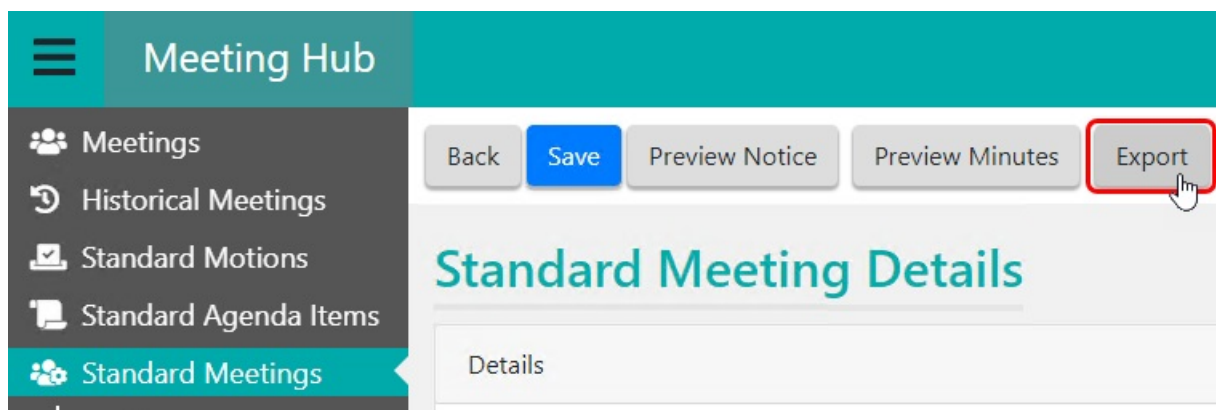 Meeting Hub
Meetings
Historical Meetings
Standard Motions
Standard Agenda Items
Standard Meetings
Back Save Preview Notice Preview Minutes Export
Standard Meeting Details
Details